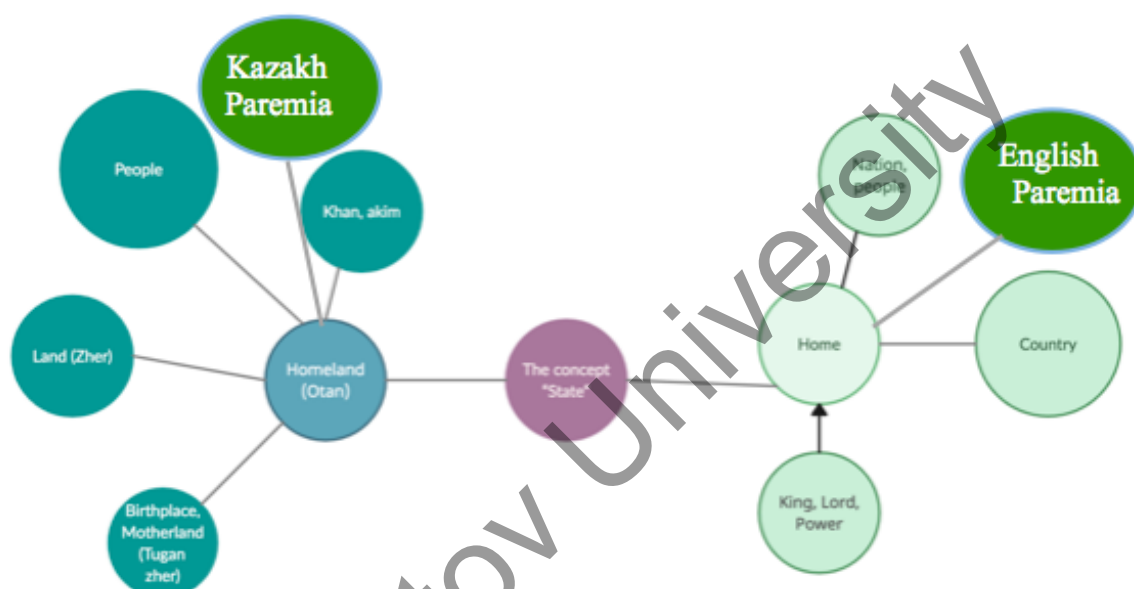 Kazakh
Paremia
People
Khan, akim
Land (Zher)
Homeland
(Otan)
Birthplace,
Motherland
(Tugan
zher)
The concept
"State"
Nation,
people
English
Paremia
Home
Country
King, Lord,
Power
tov University